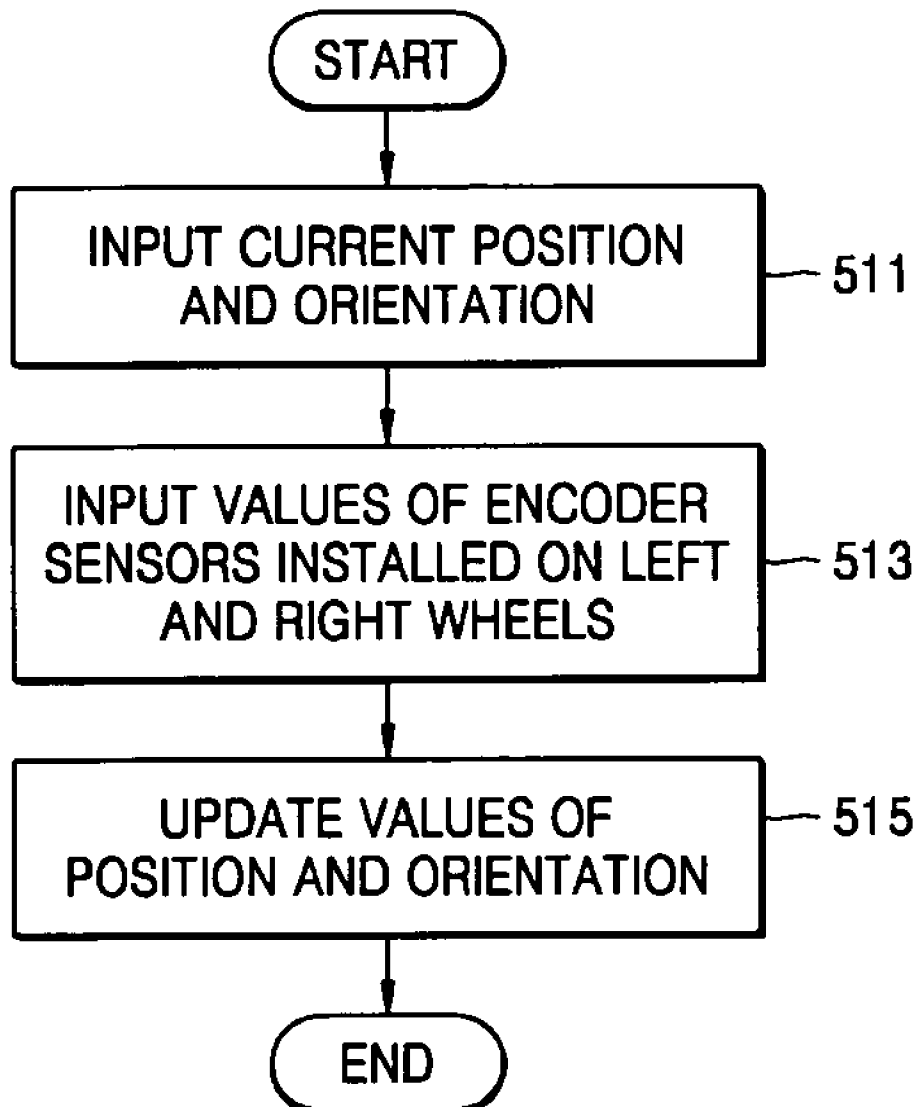 START
INPUT CURRENT POSITION
AND ORIENTATION
511
INPUT VALUES OF ENCODER
SENSORS INSTALLED ON LEFT
AND RIGHT WHEELS
513
UPDATE VALUES OF
POSITION AND ORIENTATION
515
END